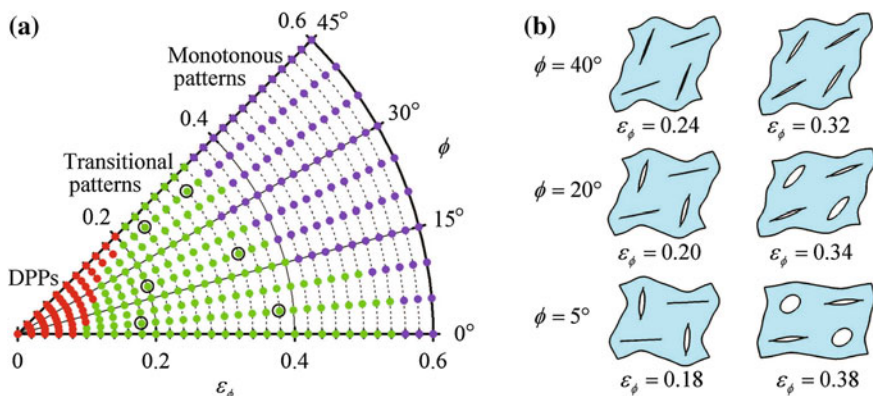 (a)
0.6 45°
Monotonous
patterns
0.4
30°
ϕ
Transitional
patterns
0.2
15°
DPPs
0°
0 0.2 0.4 0.6
ε_ϕ
(b)
ϕ = 40°
ε_ϕ = 0.24 ε_ϕ = 0.32
ϕ = 20°
ε_ϕ = 0.20 ε_ϕ = 0.34
ϕ = 5°
ε_ϕ = 0.18 ε_ϕ = 0.38